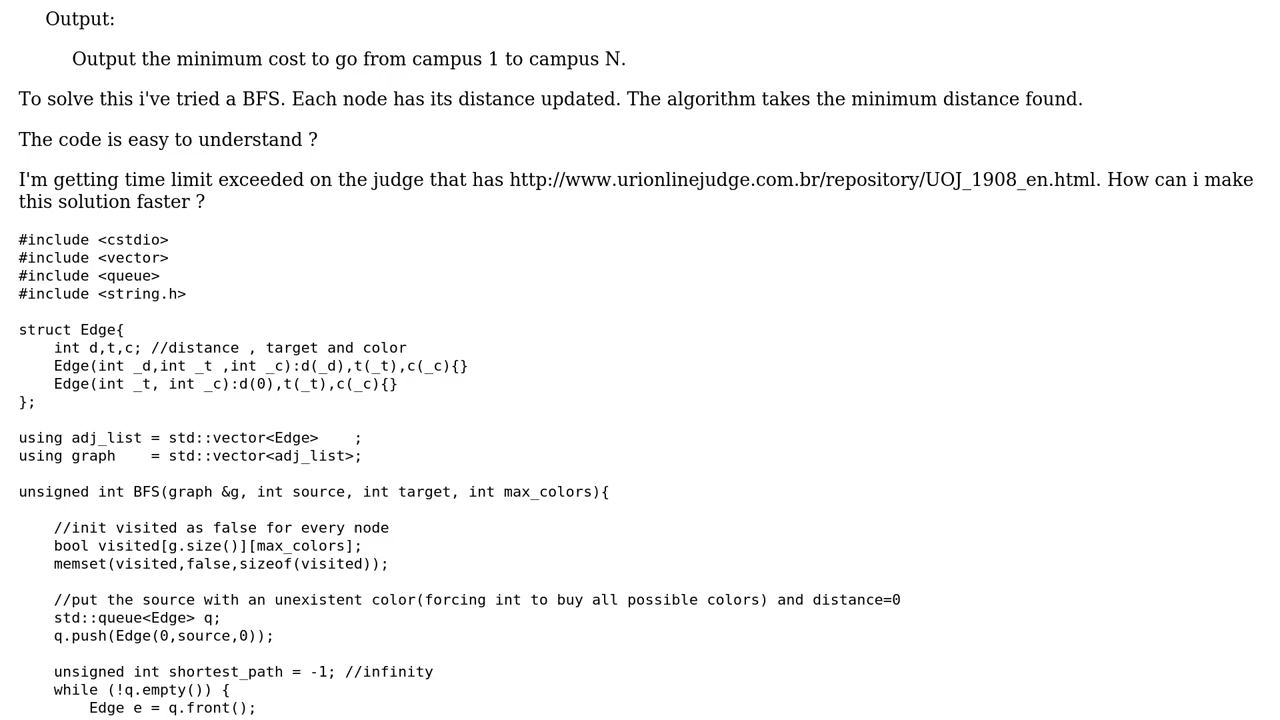 Output:
Output the minimum cost to go from campus 1 to campus N.
To solve this i've tried a BFS. Each node has its distance updated. The algorithm takes the minimum distance found.
The code is easy to understand ?
I'm getting time limit exceeded on the judge that has http://www.urionlinejudge.com.br/repository/UOJ_1908_en.html. How can i make
this solution faster ?
#include <cstdio>
#include <vector>
#include <queue>
#include <string.h>
struct Edge{
    int d,t,c; //distance , target and color
    Edge(int _d,int _t ,int _c):d(_d),t(_t),c(_c){}
    Edge(int _t, int _c):d(0),t(_t),c(_c){}
};
using adj_list = std::vector<Edge>    ;
using graph    = std::vector<adj_list>;
unsigned int BFS(graph &g, int source, int target, int max_colors){
    //init visited as false for every node
    bool visited[g.size()][max_colors];
    memset(visited,false,sizeof(visited));
    //put the source with an unexistent color(forcing int to buy all possible colors) and distance=0
    std::queue<Edge> q;
    q.push(Edge(0,source,0));
    unsigned int shortest_path = -1; //infinity
    while (!q.empty()) {
        Edge e = q.front();